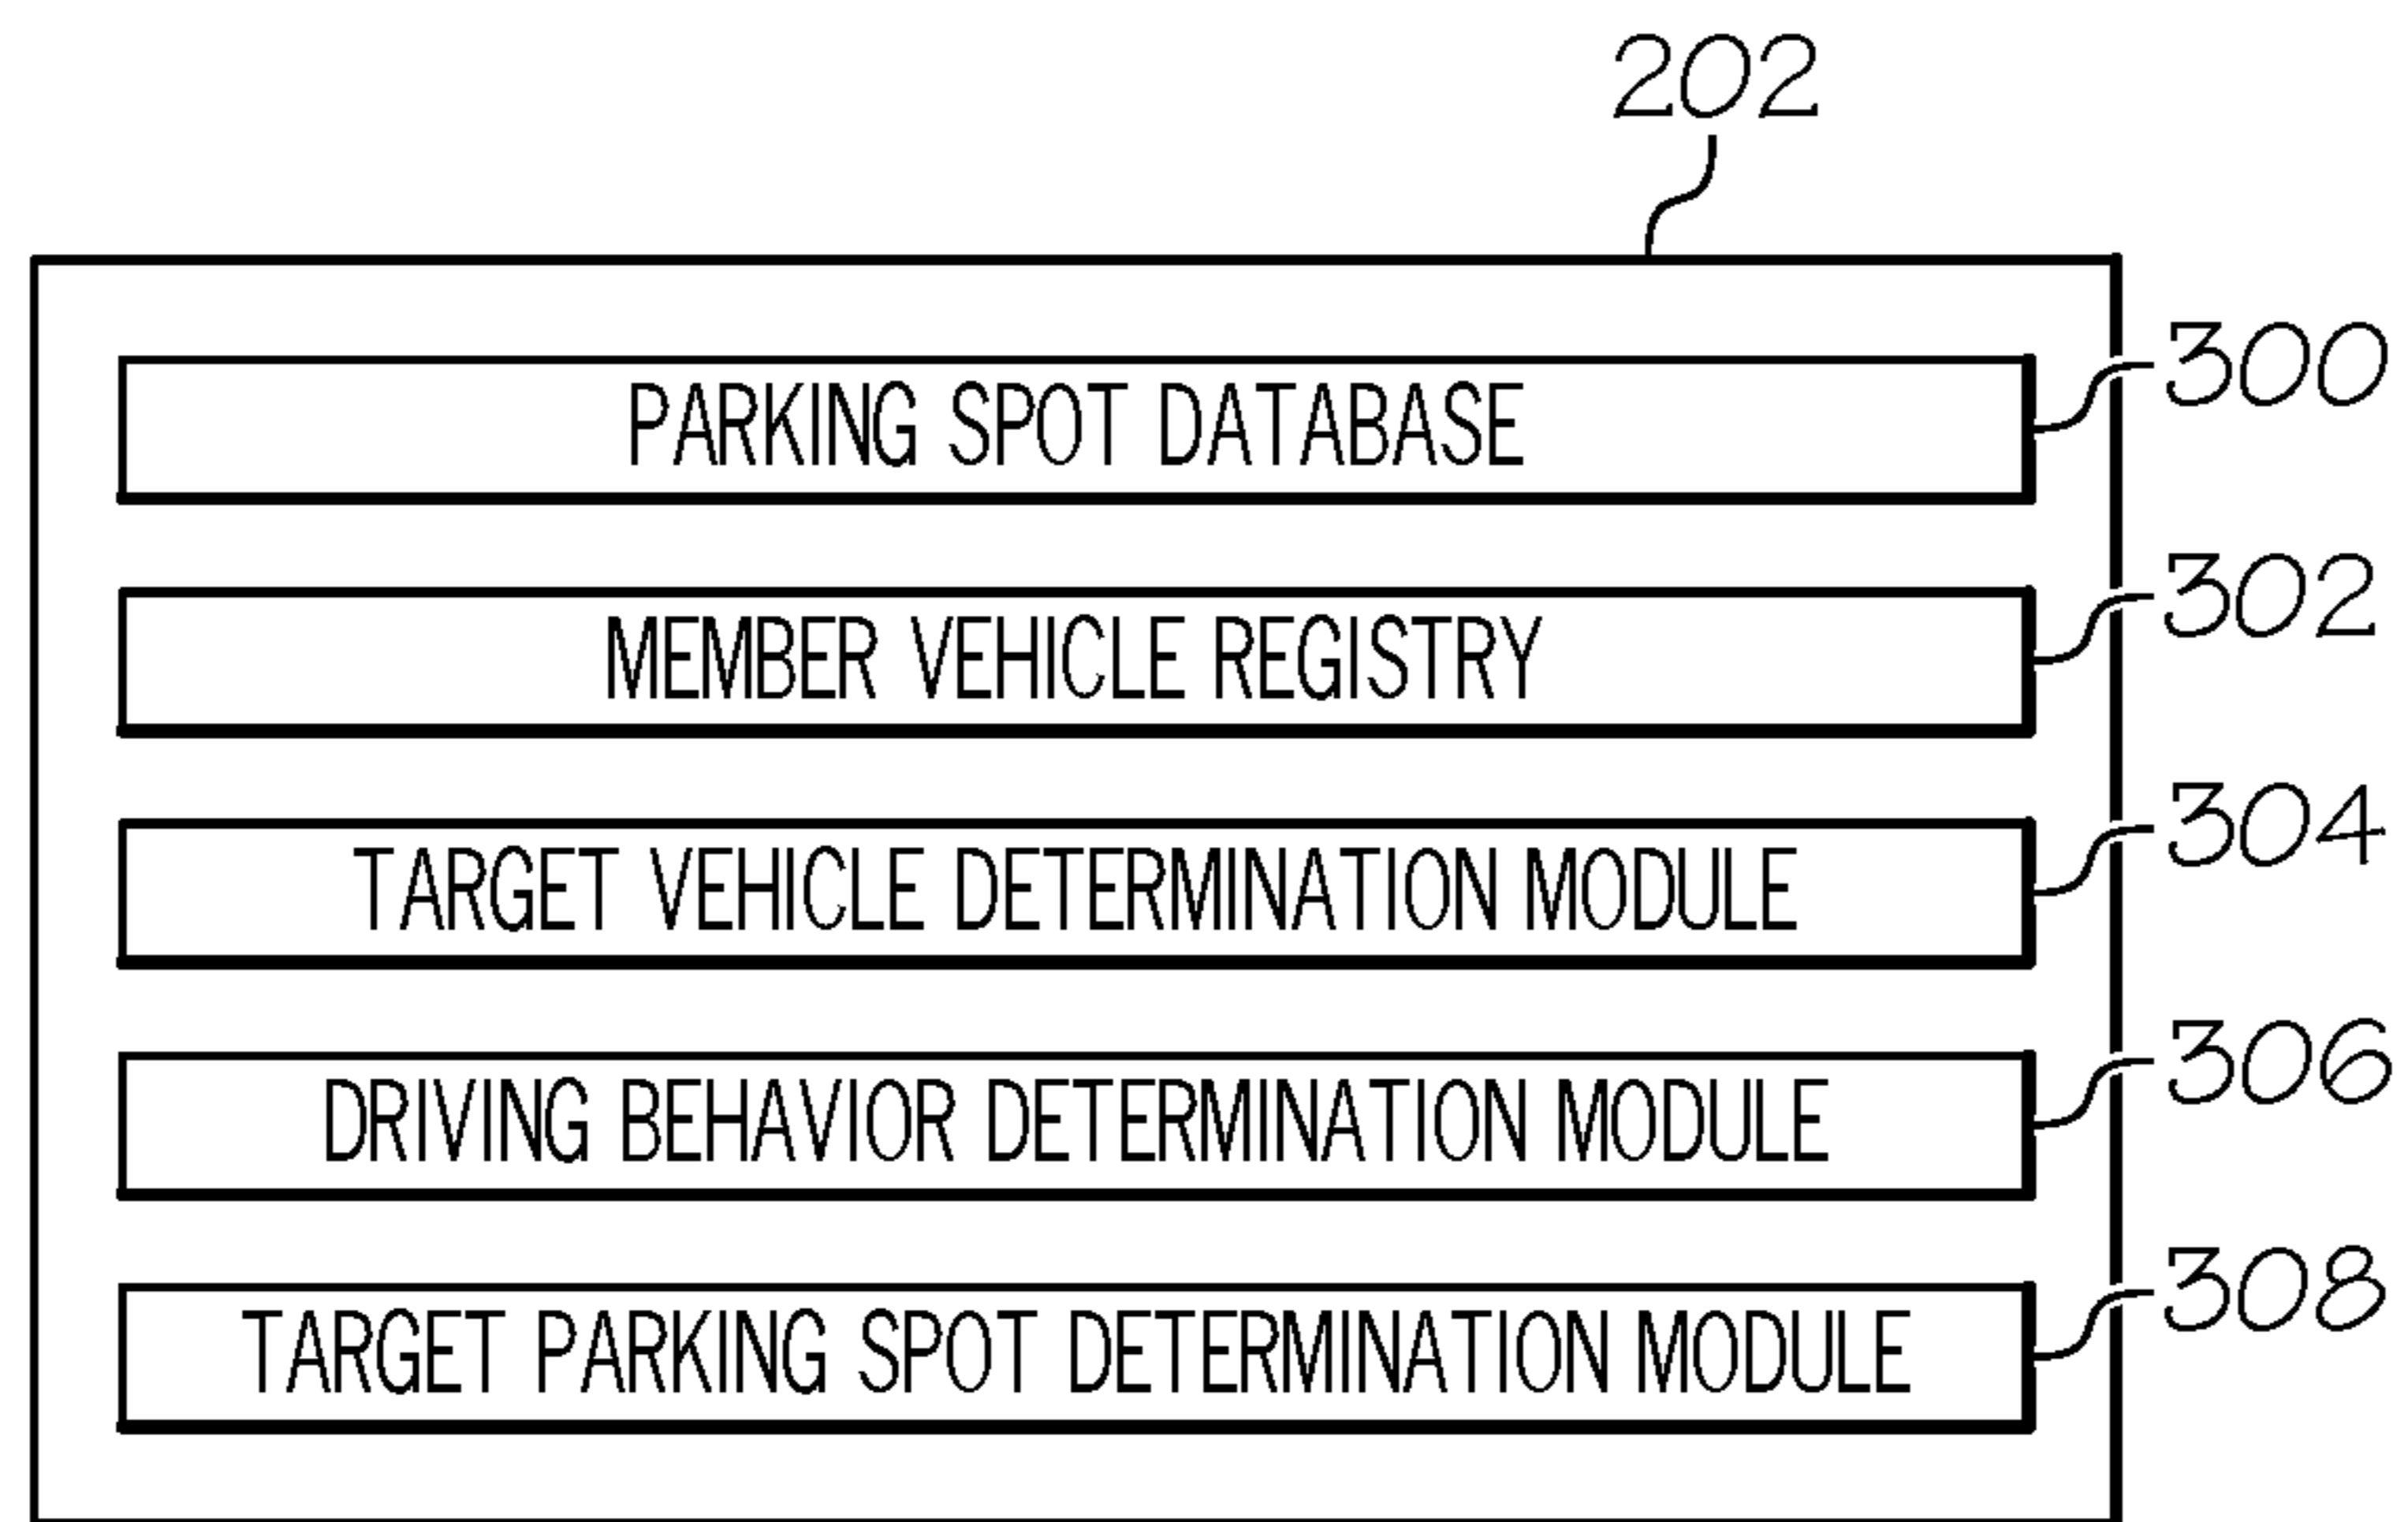 202
PARKING SPOT DATABASE 300
MEMBER VEHICLE REGISTRY 302
TARGET VEHICLE DETERMINATION MODULE 304
DRIVING BEHAVIOR DETERMINATION MODULE 306
TARGET PARKING SPOT DETERMINATION MODULE 308